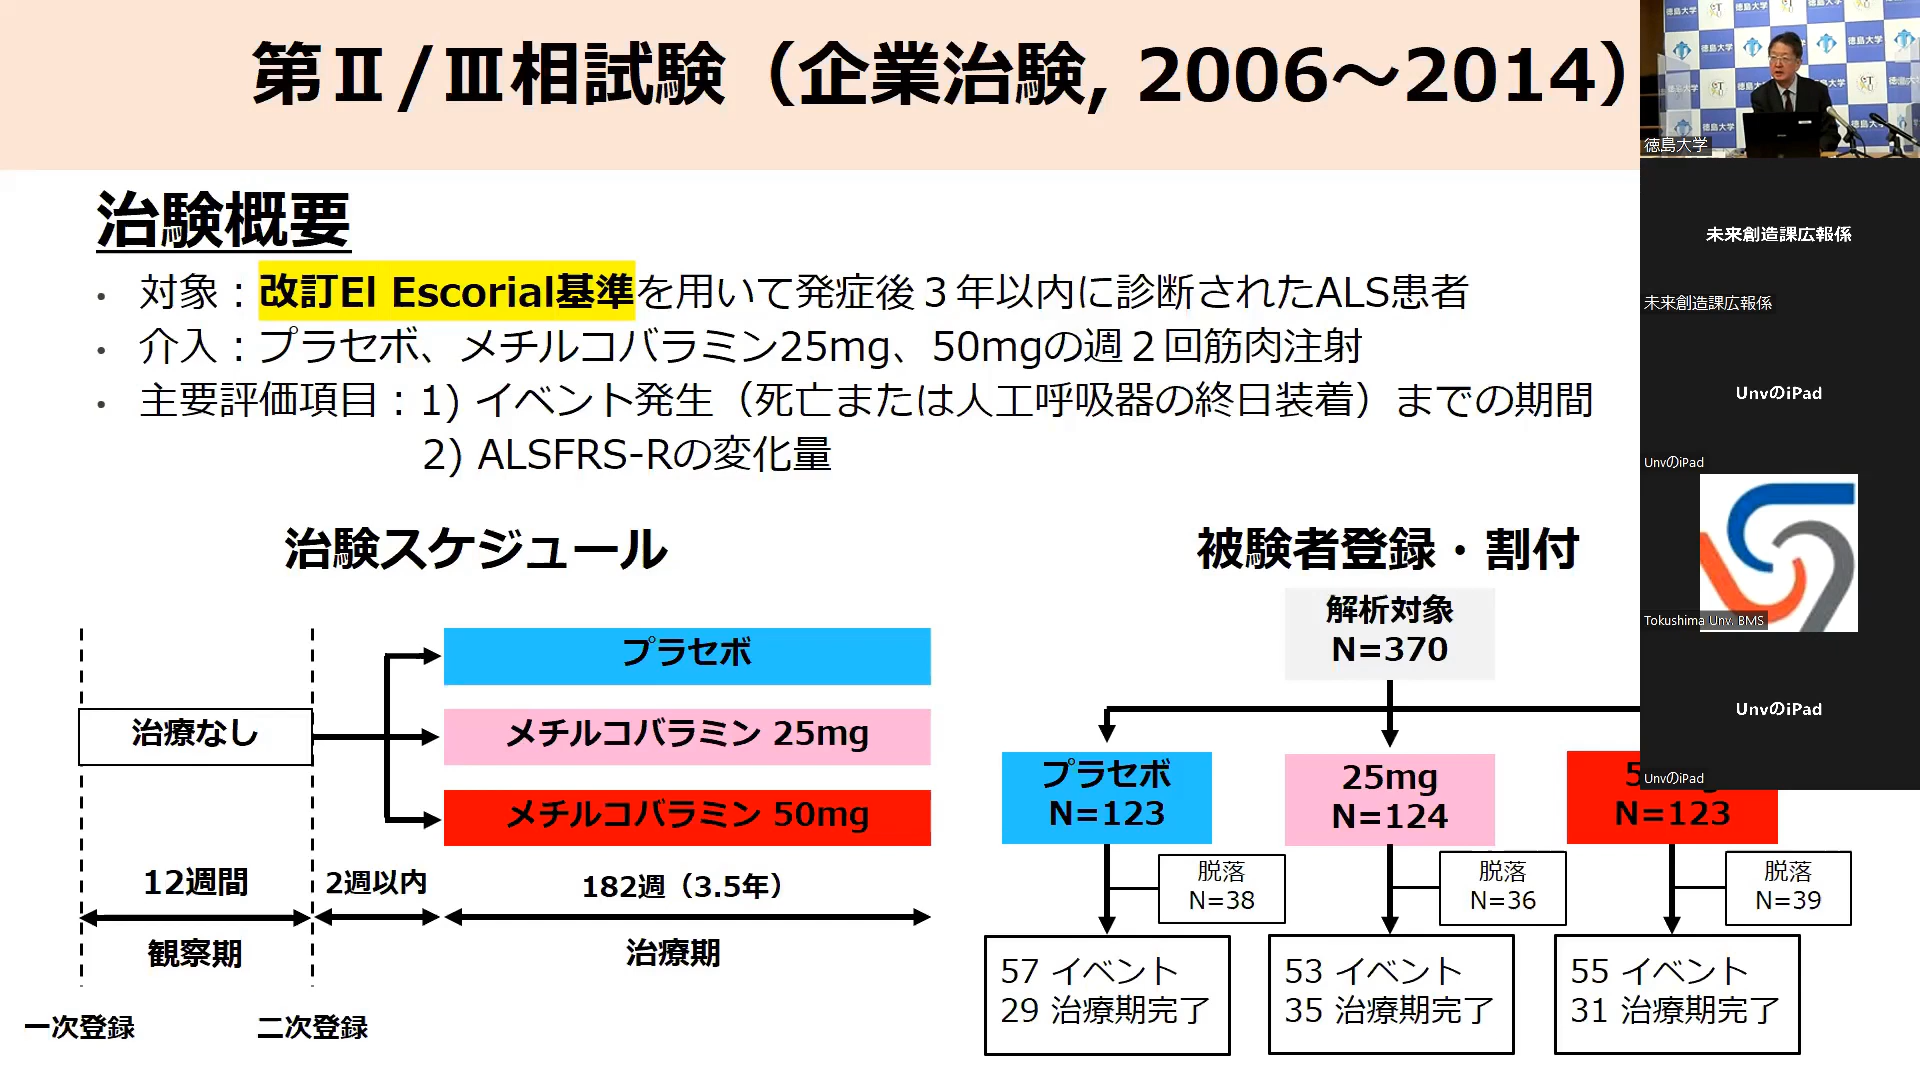 第Ⅱ/Ⅲ相試験（企業治験, 2006～2014）
治験概要
・ 対象：改訂El Escorial基準を用いて発症後３年以内に診断されたALS患者
・ 介入：プラセボ、メチルコバラミン25mg、50mgの週２回筋肉注射
・ 主要評価項目：1) イベント発生（死亡または人工呼吸器の終日装着）までの期間
2) ALSFRS-Rの変化量
治験スケジュール
治療なし
プラセボ
メチルコバラミン 25mg
メチルコバラミン 50mg
12週間
2週以内
182週（3.5年）
観察期
治療期
一次登録
二次登録
被験者登録・割付
解析対象
N=370
プラセボ
N=123
25mg
N=124
N=123
脱落
N=38
脱落
N=36
脱落
N=39
57 イベント
29 治療期完了
53 イベント
35 治療期完了
55 イベント
31 治療期完了
徳島大学
未来創造課広報係
未来創造課広報係
UnvのiPad
UnvのiPad
Tokushima Unv. BMS
UnvのiPad
UnvのiPad